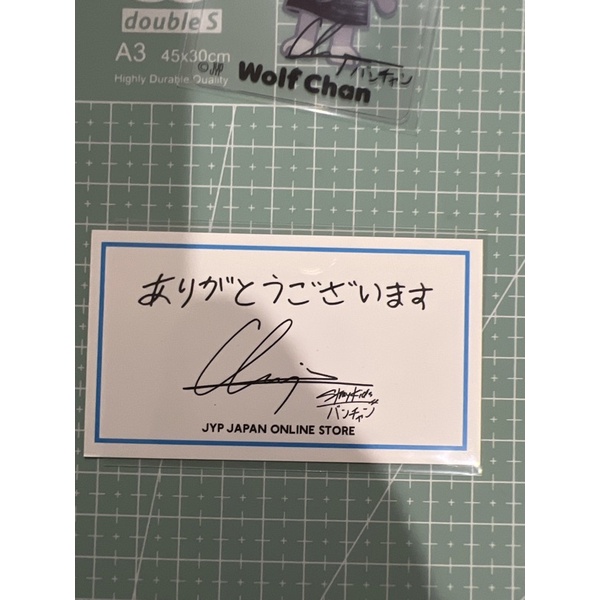 double S
A3 45x30cm
Highly Durable Quality
バンチャン
©JYP
Wolf Chan
ありがとうございます
Stray Kids
バンチャン
JYP JAPAN ONLINE STORE